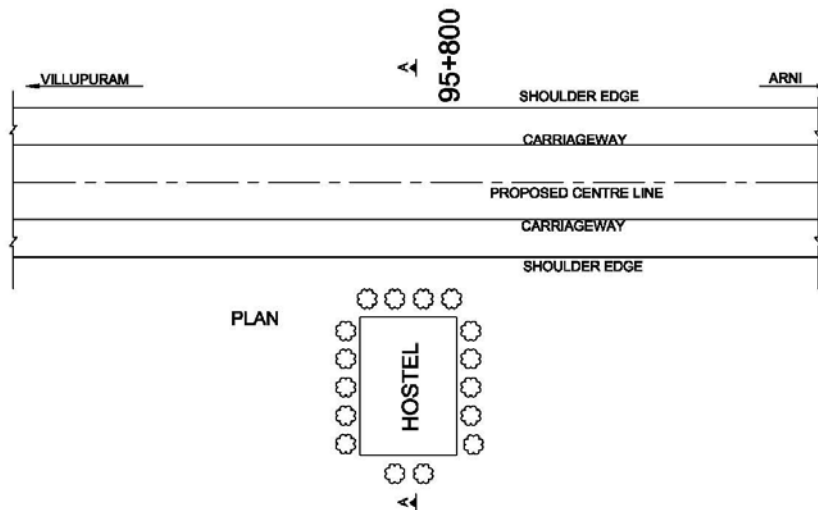 A
95+800
VILLUPURAM
ARNI
SHOULDER EDGE
CARRIAGEWAY
PROPOSED CENTRE LINE
CARRIAGEWAY
SHOULDER EDGE
PLAN
HOSTEL
A